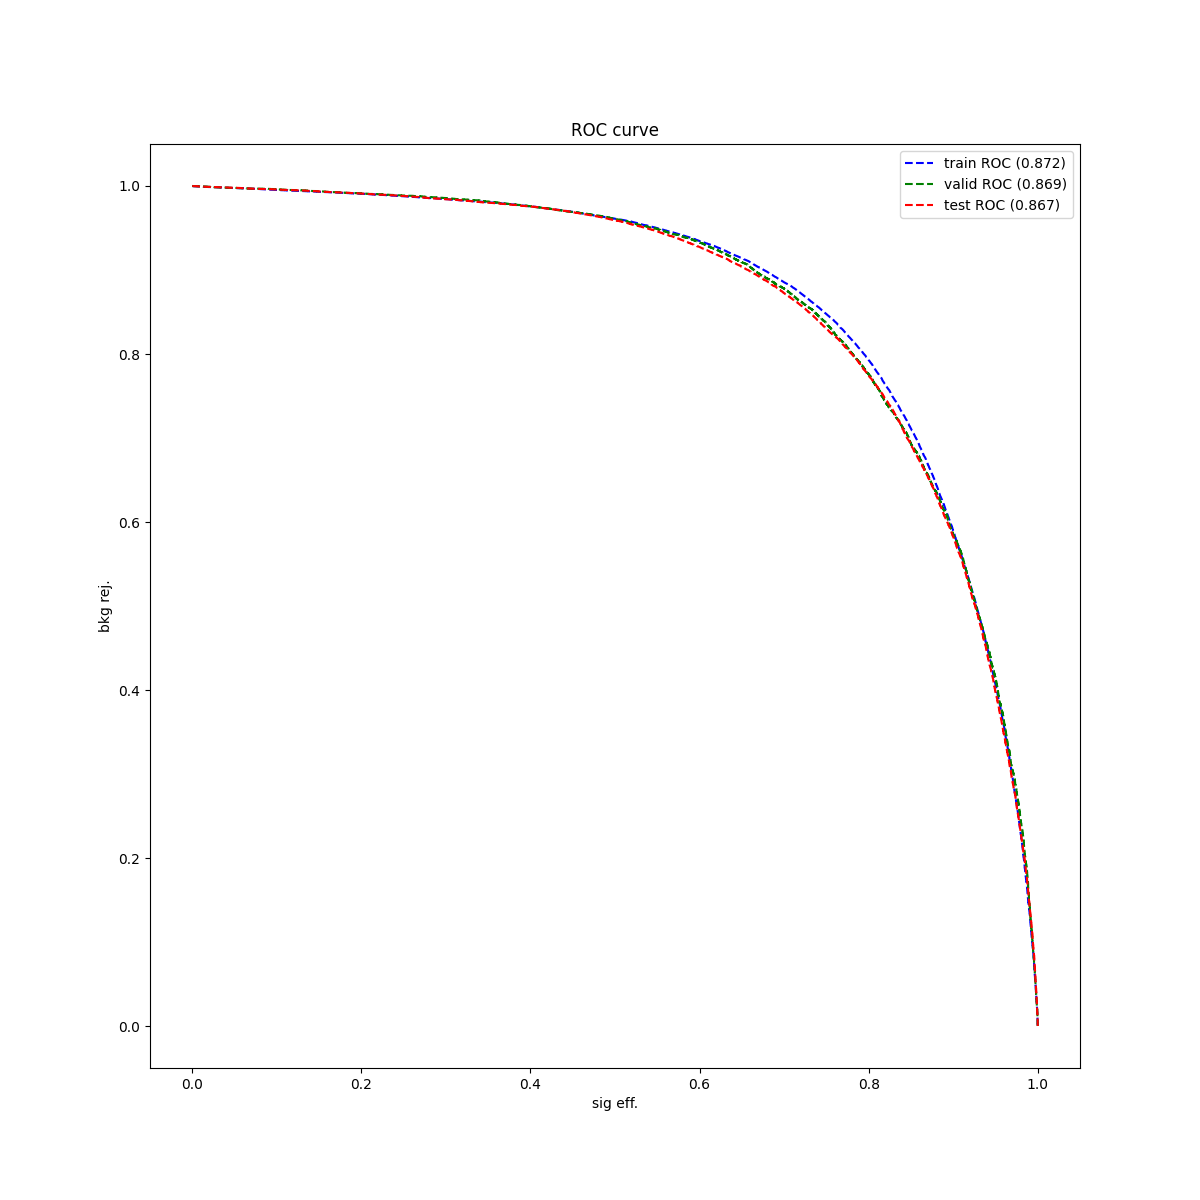 ROC curve
train ROC (0.872)
valid ROC (0.869)
test ROC (0.867)
1.0
0.8
0.6
0.4
0.2
0.0
bkg rej.
0.0 0.2 0.4 0.6 0.8 1.0
sig eff.